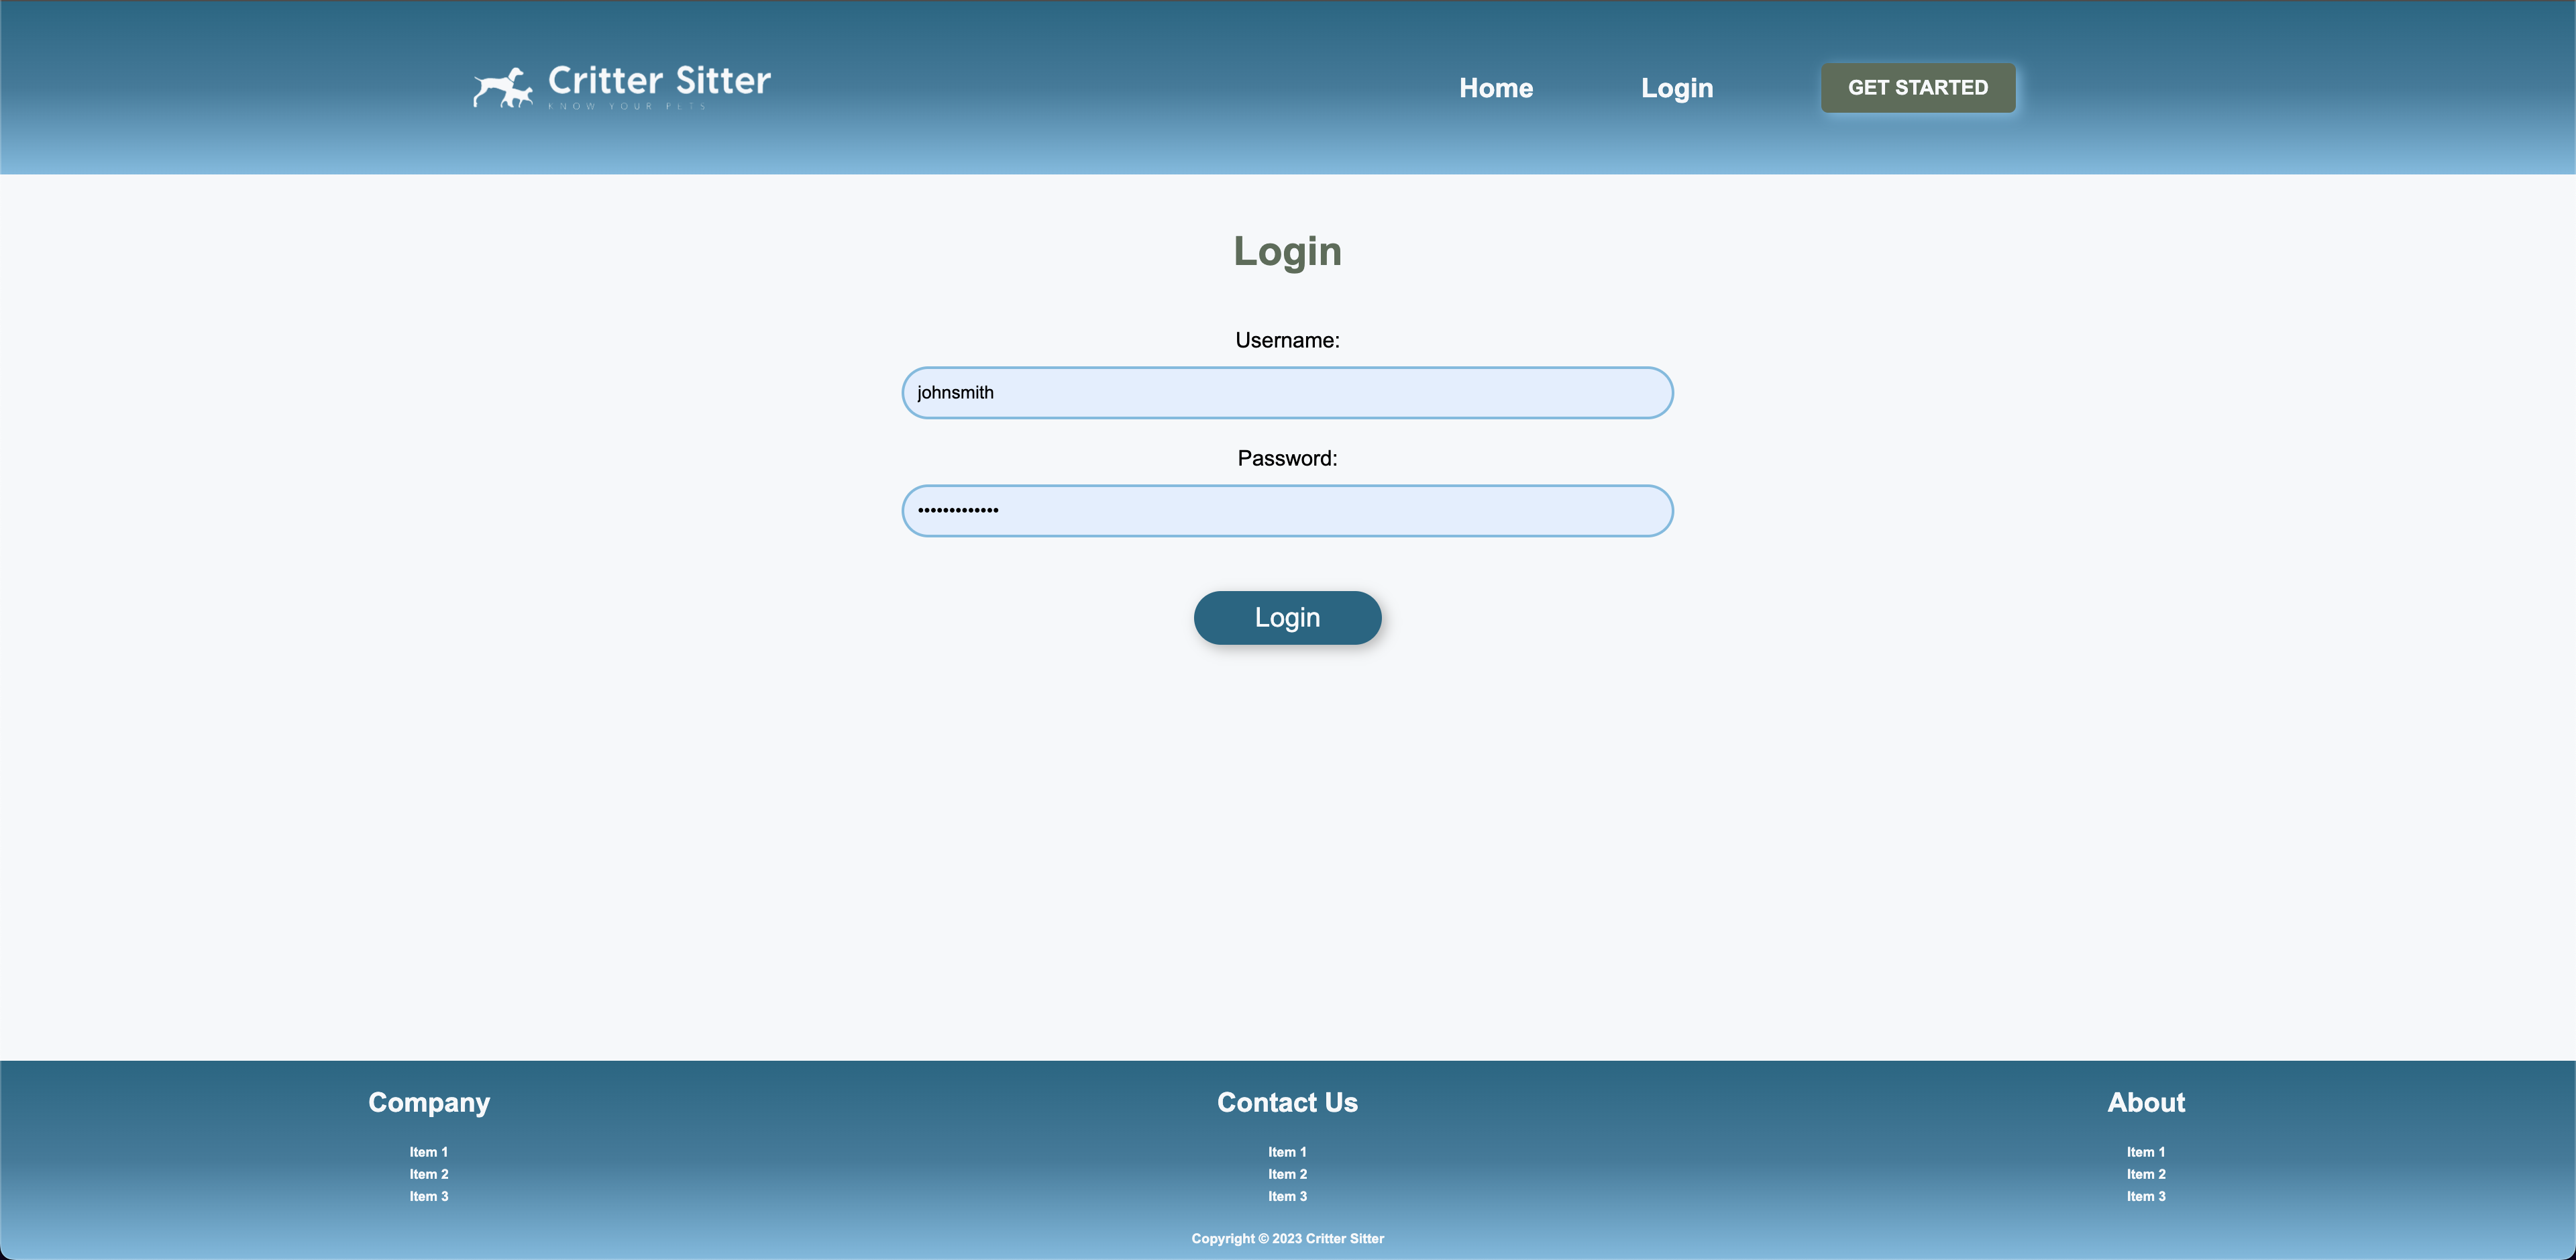 Critter Sitter
KNOW YOUR PETS
Home
Login
GET STARTED
Login
Username:
johnsmith
Password:
•••••••••••••
Login
Company
Item 1
Item 2
Item 3
Contact Us
Item 1
Item 2
Item 3
About
Item 1
Item 2
Item 3
Copyright © 2023 Critter Sitter